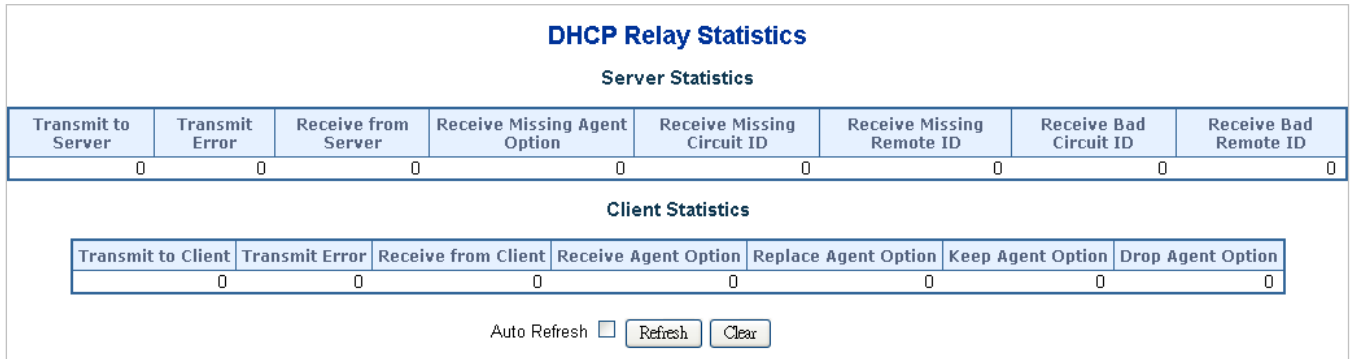 DHCP Relay Statistics
Server Statistics
Transmit to Server Transmit Error Receive from Server Receive Missing Agent Option Receive Missing Circuit ID Receive Missing Remote ID Receive Bad Circuit ID Receive Bad Remote ID
0 0 0 0 0 0 0 0
Client Statistics
Transmit to Client Transmit Error Receive from Client Receive Agent Option Replace Agent Option Keep Agent Option Drop Agent Option
0 0 0 0 0 0 0
Auto Refresh Refresh Clear